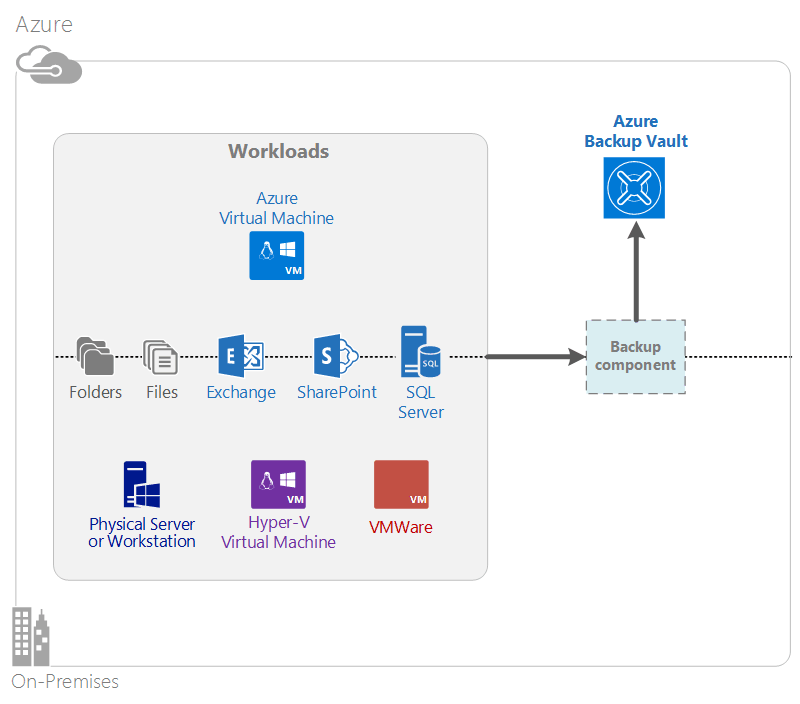 Azure
Azure
Backup Vault
Workloads
Azure
Virtual Machine
VM
Backup
component
E
S
SQL
Folders
Files
Exchange
SharePoint
SQL
Server
VM
VM
Physical Server
or Workstation
Hyper-V
Virtual Machine
VMWare
On-Premises